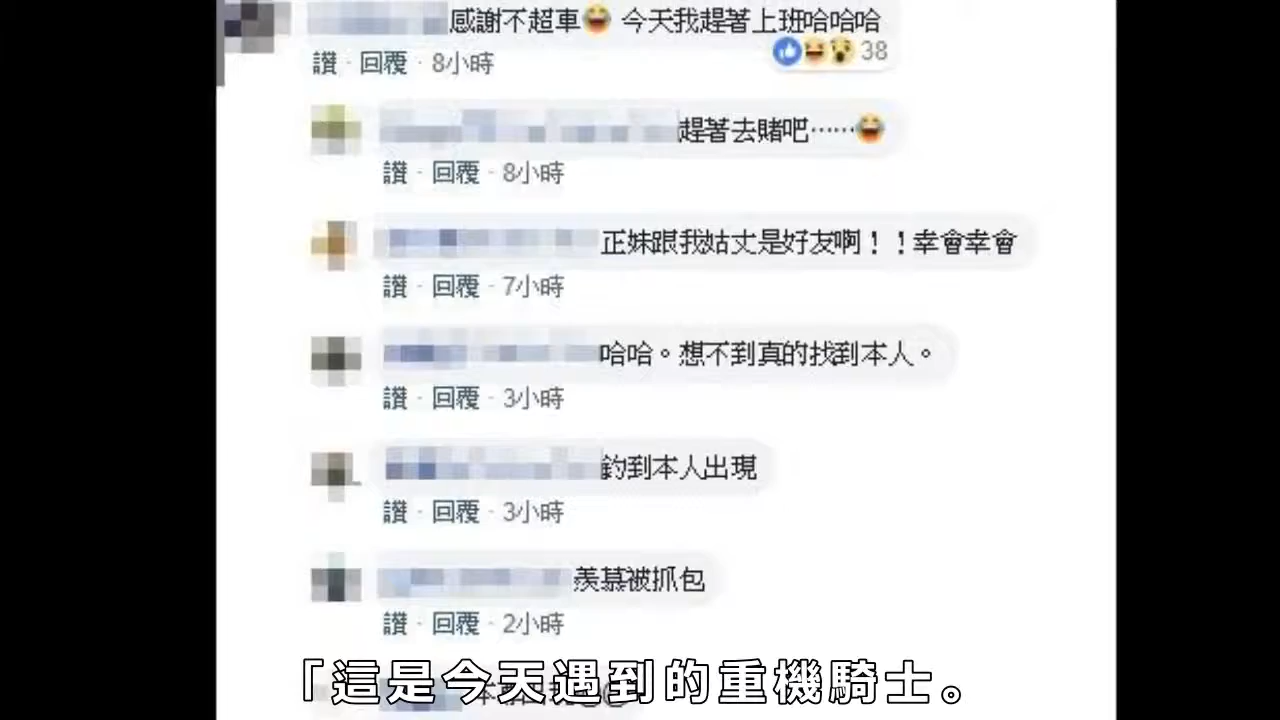 感謝不超車😆 今天我趕著上班哈哈哈
讚 · 回覆 · 8小時
38
趕著去賭吧……😆
讚 · 回覆 · 8小時
正妹跟我姑丈是好友啊！！幸會幸會
讚 · 回覆 · 7小時
哈哈。想不到真的找到本人。
讚 · 回覆 · 3小時
釣到本人出現
讚 · 回覆 · 3小時
羨慕被抓包
讚 · 回覆 · 2小時
「這是今天遇到的重機騎士。